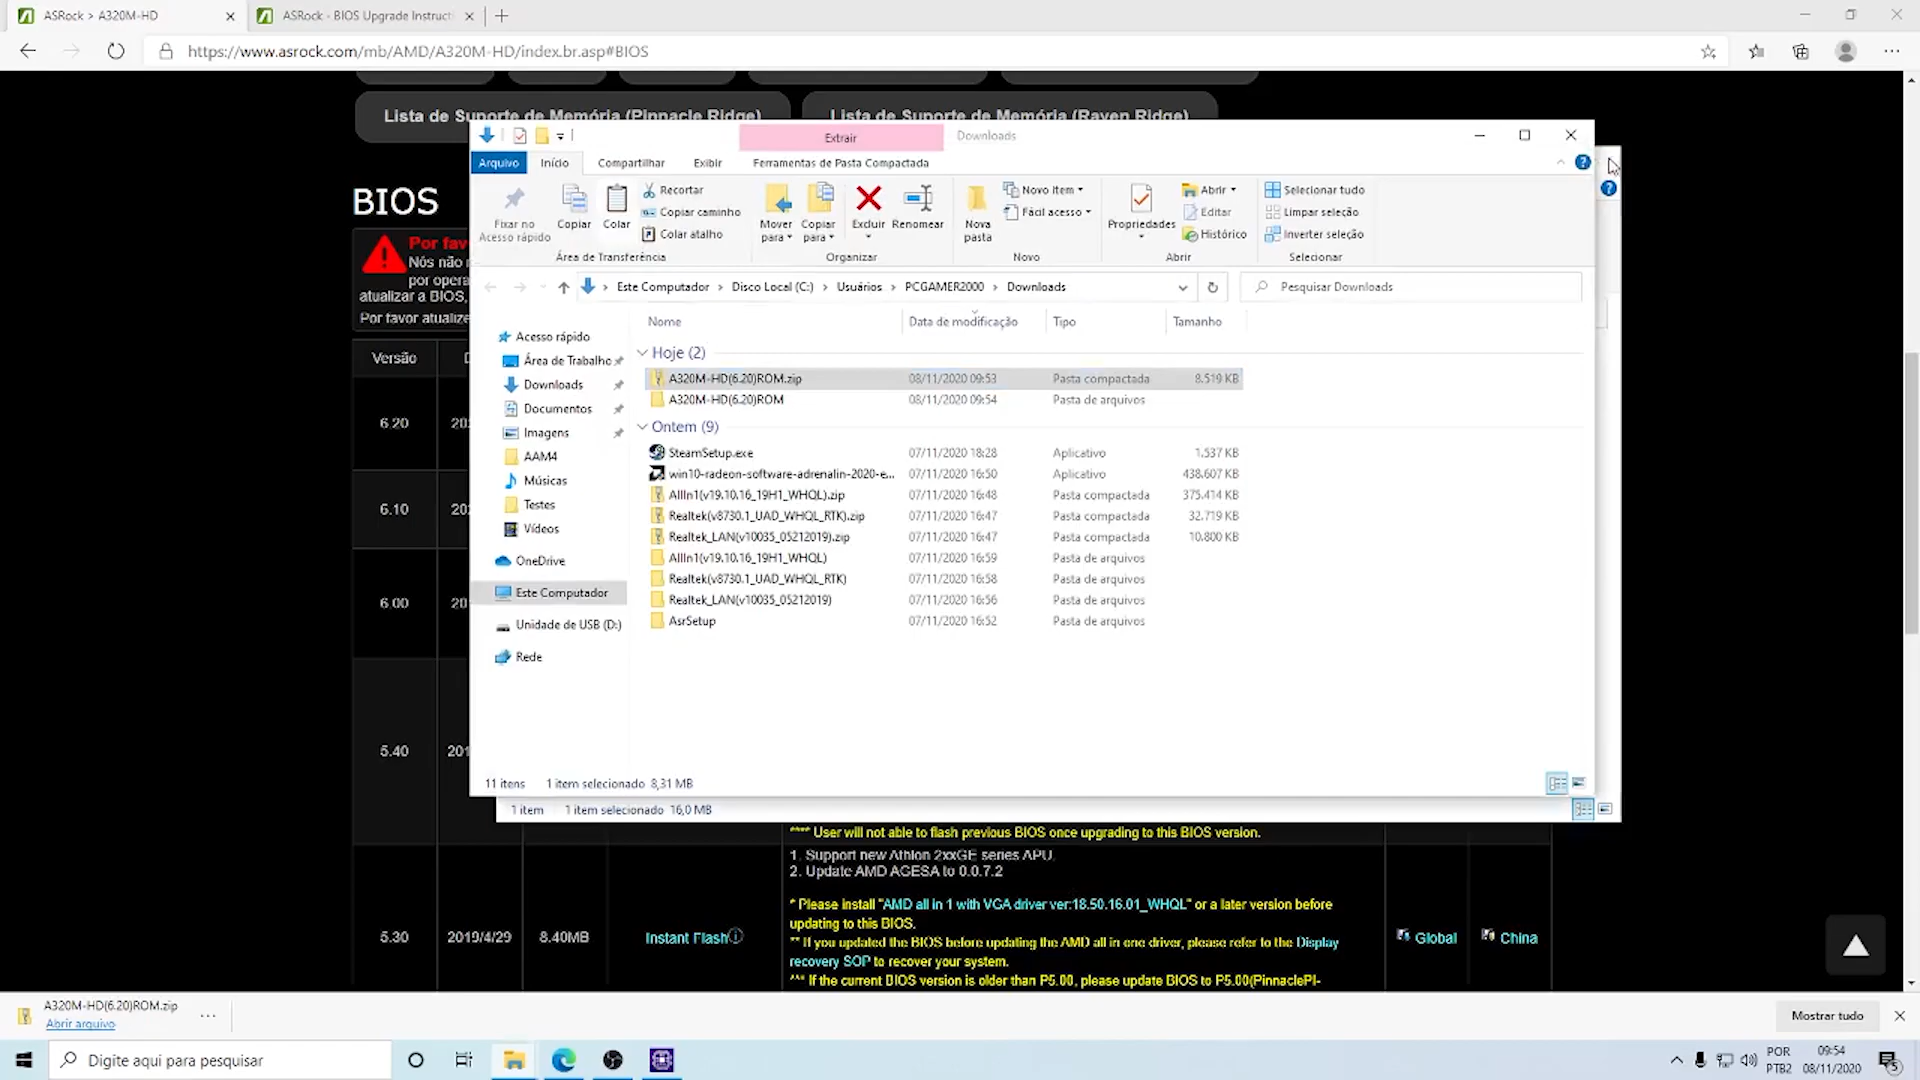 ASRock > A320M-HD
ASRock - BIOS Upgrade Instruct
https://www.asrock.com/mb/AMD/A320M-HD/index.br.asp#BIOS
Lista de Suporte de Memória (Pinnacle Ridge)
Lista de Suporte de Memória (Raven Ridge)
Extrair
Downloads
Arquivo
Início
Compartilhar
Exibir
Ferramentas de Pasta Compactada
Fixar no
Acesso rápido
Copiar
Colar
Recortar
Copiar caminho
Colar atalho
Área de Transferência
Mover
para
Copiar
para
Excluir
Renomear
Organizar
Nova
pasta
Novo item
Fácil acesso
Novo
Propriedades
Abrir
Editar
Histórico
Abrir
Selecionar tudo
Limpar seleção
Inverter seleção
Selecionar
BIOS
Por fav
Nós não
por opera
atualizar a BIOS,
Por favor atualize
Este Computador > Disco Local (C:) > Usuários > PCGAMER2000 > Downloads
Pesquisar Downloads
Nome
Data de modificação
Tipo
Tamanho
Acesso rápido
Área de Trabalho
Downloads
Documentos
Imagens
AAM4
Músicas
Testes
Vídeos
OneDrive
Este Computador
Unidade de USB (D:)
Rede
Hoje (2)
A320M-HD(6.20)ROM.zip 08/11/2020 09:53 Pasta compactada 8.519 KB
A320M-HD(6.20)ROM 08/11/2020 09:54 Pasta de arquivos
Ontem (9)
SteamSetup.exe 07/11/2020 18:28 Aplicativo 1.537 KB
win10-radeon-software-adrenalin-2020-e... 07/11/2020 16:50 Aplicativo 438.607 KB
AllIn1(v19.10.16_19H1_WHQL).zip 07/11/2020 16:48 Pasta compactada 375.414 KB
Realtek(v8730.1_UAD_WHQL_RTK).zip 07/11/2020 16:47 Pasta compactada 32.719 KB
Realtek_LAN(v10035_05212019).zip 07/11/2020 16:47 Pasta compactada 10.800 KB
AllIn1(v19.10.16_19H1_WHQL) 07/11/2020 16:59 Pasta de arquivos
Realtek(v8730.1_UAD_WHQL_RTK) 07/11/2020 16:58 Pasta de arquivos
Realtek_LAN(v10035_05212019) 07/11/2020 16:56 Pasta de arquivos
AsrSetup 07/11/2020 16:52 Pasta de arquivos
11 itens 1 item selecionado 8,31 MB
1 item 1 item selecionado 16,0 MB
Versão D
6.20 20
6.10 20
6.00 20
5.40 201
**** User will not able to flash previous BIOS once upgrading to this BIOS version.
5.30 2019/4/29 8.40MB Instant Flash
1. Support new Athlon 2xxGE series APU.
2. Update AMD AGESA to 0.0.7.2
* Please install "AMD all in 1 with VGA driver ver:18.50.16.01_WHQL" or a later version before
updating to this BIOS.
** If you updated the BIOS before updating the AMD all in one driver, please refer to the Display
recovery SOP to recover your system.
*** If the current BIOS version is older than P5.00, please update BIOS to P5.00(PinnaclePI-
Global
China
A320M-HD(6.20)ROM.zip
Abrir arquivo
Mostrar tudo
Digite aqui para pesquisar
POR
PTB2
09:54
08/11/2020
5